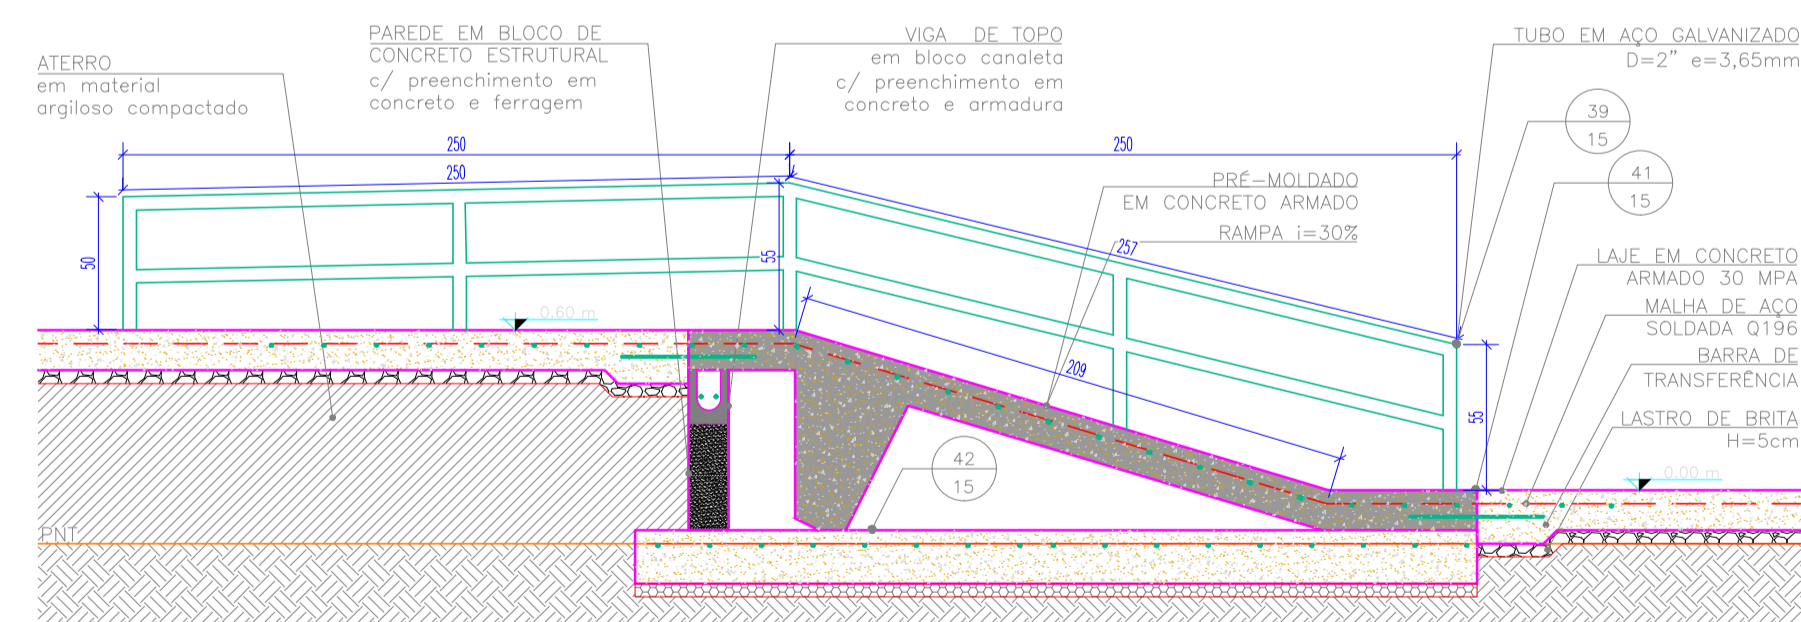 ATERRO
em material
argiloso compactado
PAREDE EM BLOCO DE
CONCRETO ESTRUTURAL
c/ preenchimento em
concreto e ferragem
VIGA DE TOPO
em bloco canaleta
c/ preenchimento em
concreto e armadura
TUBO EM AÇO GALVANIZADO
D=2" e=3,65mm
39
15
41
15
250
250
250
PRÉ-MOLDADO
EM CONCRETO ARMADO
RAMPA i=30%
257
50
55
LAJE EM CONCRETO
ARMADO 30 MPA
MALHA DE AÇO
SOLDADA Q196
BARRA DE
TRANSFERÊNCIA
LASTRO DE BRITA
H=5cm
0,60 m
209
55
42
15
0.00 m
PNT